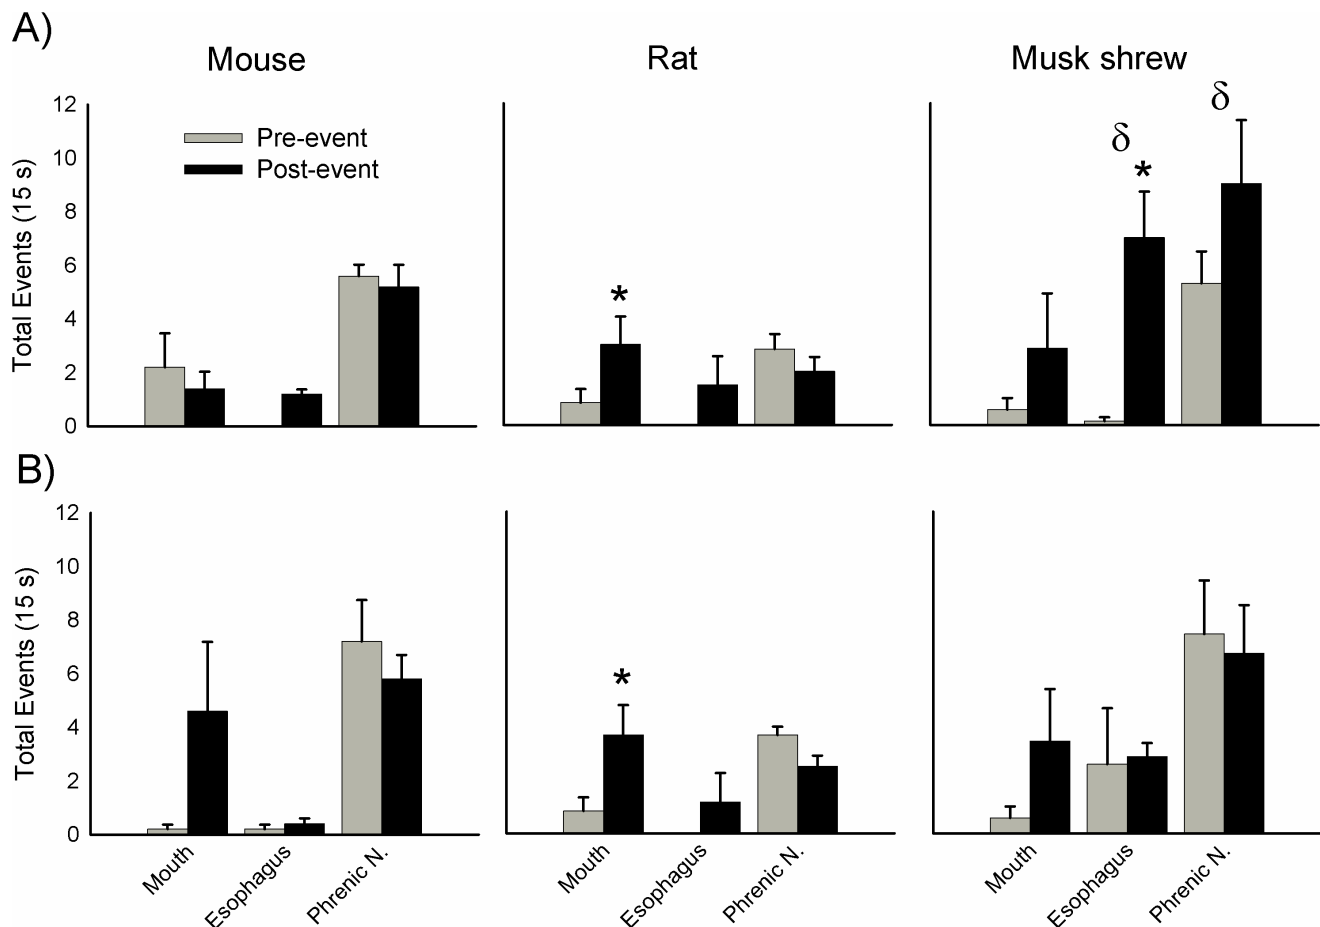 A)
Mouse
Rat
Musk shrew
Total Events (15 s)
12
10
8
6
4
2
0
Pre-event
Post-event
*
δ
*
δ
B)
Total Events (15 s)
12
10
8
6
4
2
0
*
Mouth
Esophagus
Phrenic N.
Mouth
Esophagus
Phrenic N.
Mouth
Esophagus
Phrenic N.